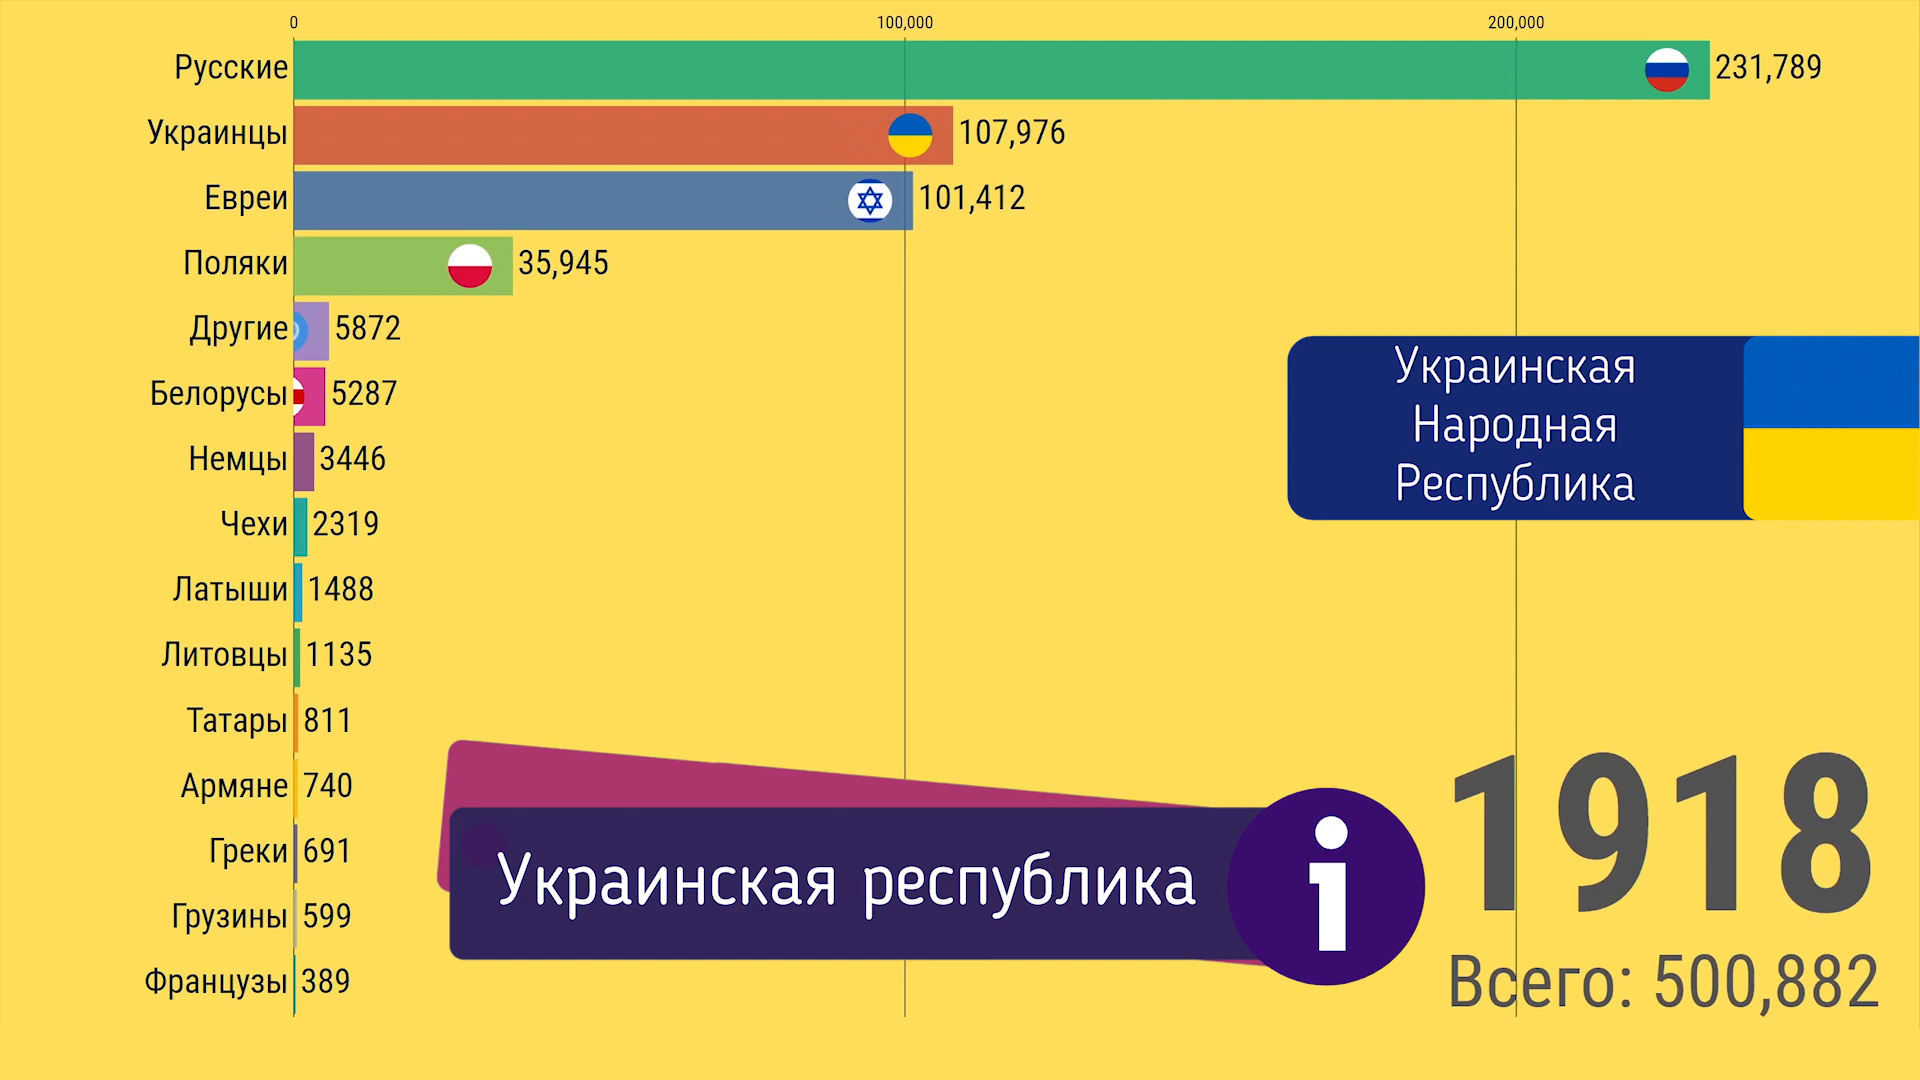 0 100,000 200,000
Русские 231,789
Украинцы 107,976
Евреи 101,412
Поляки 35,945
Другие 5872
Белорусы 5287
Немцы 3446
Чехи 2319
Латыши 1488
Литовцы 1135
Татары 811
Армяне 740
Греки 691
Грузины 599
Французы 389
Украинская
Народная
Республика
Украинская республика
i
1918
Всего: 500,882